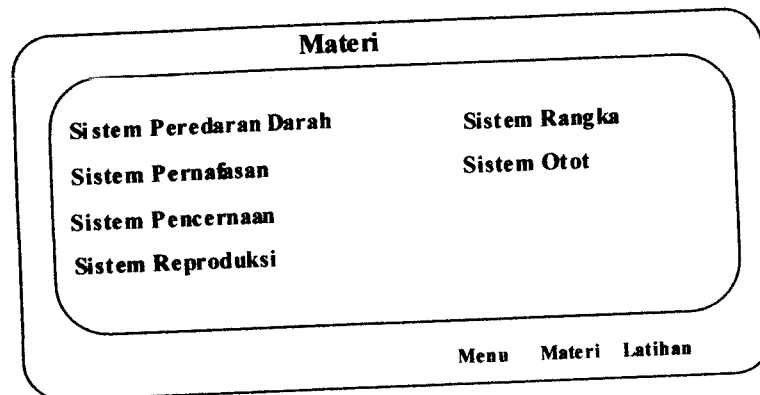 Materi
Sistem Peredaran Darah
Sistem Pernafasan
Sistem Pencernaan
Sistem Reproduksi
Sistem Rangka
Sistem Otot
Menu Materi Latihan